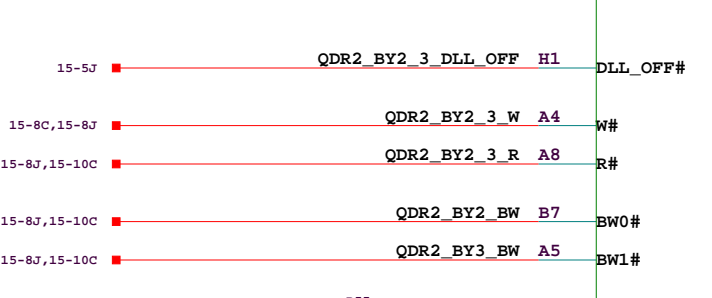 15-5J QDR2_BY2_3_DLL_OFF H1 DLL_OFF#
15-8C,15-8J QDR2_BY2_3_W A4 W#
15-8J,15-10C QDR2_BY2_3_R A8 R#
15-8J,15-10C QDR2_BY2_BW B7 BW0#
15-8J,15-10C QDR2_BY3_BW A5 BW1#